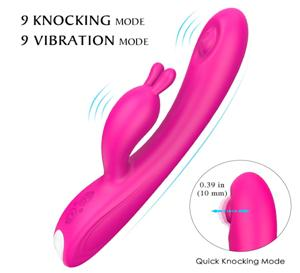 9 KNOCKING MODE
9 VIBRATION MODE
0.39 in
(10 mm)
Quick Knocking Mode